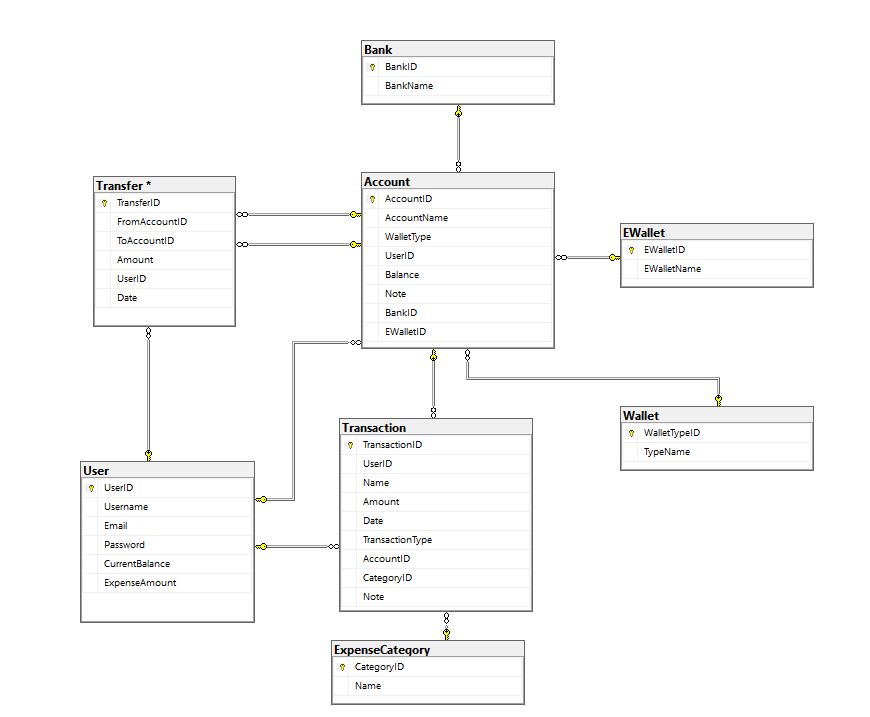 Bank
BankID
BankName
Transfer *
TransferID
FromAccountID
ToAccountID
Amount
UserID
Date
Account
AccountID
AccountName
WalletType
UserID
Balance
Note
BankID
EWalletID
EWallet
EWalletID
EWalletName
Wallet
WalletTypeID
TypeName
User
UserID
Username
Email
Password
CurrentBalance
ExpenseAmount
Transaction
TransactionID
UserID
Name
Amount
Date
TransactionType
AccountID
CategoryID
Note
ExpenseCategory
CategoryID
Name